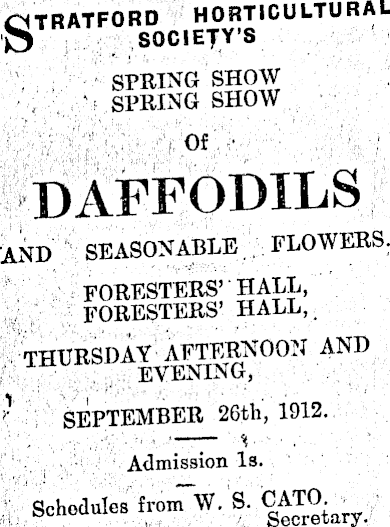 STRATFORD HORTICULTURAL
SOCIETY'S
SPRING SHOW
SPRING SHOW
Of
DAFFODILS
AND SEASONABLE FLOWERS.
FORESTERS' HALL,
FORESTERS' HALL,
THURSDAY AFTERNOON AND
EVENING,
SEPTEMBER 26th, 1912.
Admission 1s.
Schedules from W. S. CATO.
Secretary.